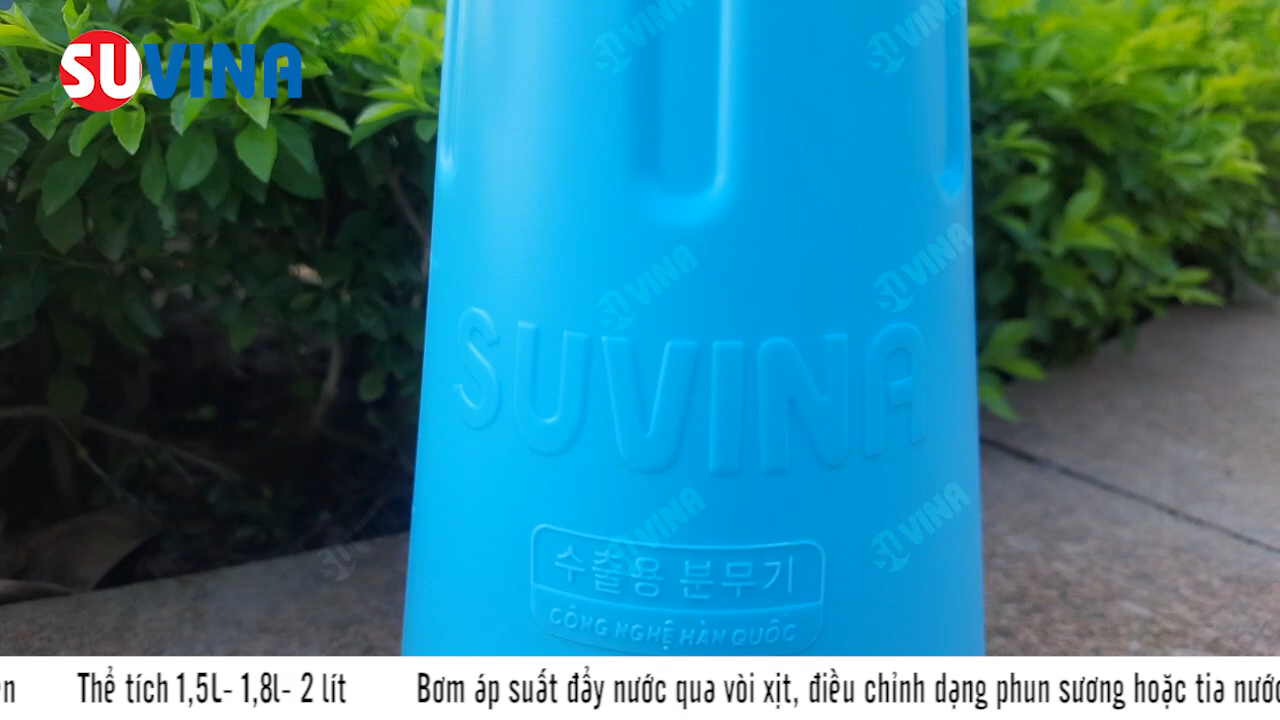 SUVINA
SUVINA
수출용 분무기
CÔNG NGHỆ HÀN QUỐC
Thể tích 1,5L- 1,8l- 2 lít Bơm áp suất đẩy nước qua vòi xịt, điều chỉnh dạng phun sương hoặc tia nước